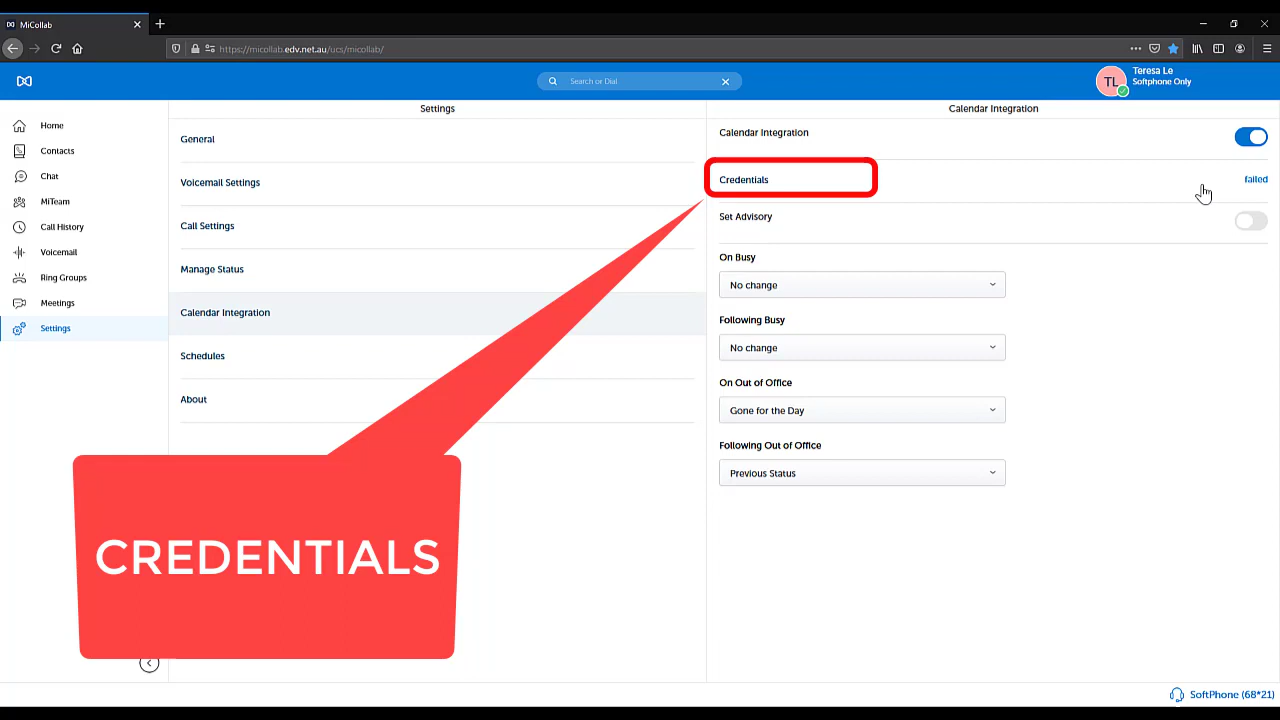 MiCollab
https://micollab.edv.net.au/ucs/micollab/
Search or Dial
TL
Teresa Le
Softphone Only
Home
Contacts
Chat
MiTeam
Call History
Voicemail
Ring Groups
Meetings
Settings
Settings
General
Voicemail Settings
Call Settings
Manage Status
Calendar Integration
Schedules
About
Calendar Integration
Calendar Integration
Credentials
failed
Set Advisory
On Busy
No change
Following Busy
No change
On Out of Office
Gone for the Day
Following Out of Office
Previous Status
CREDENTIALS
SoftPhone (68*21)